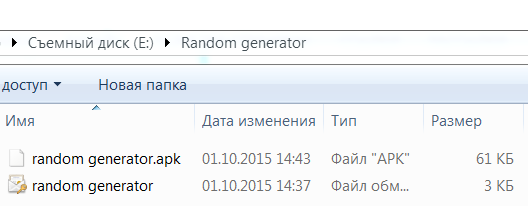 Съемный диск (E:) Random generator
доступ Новая папка
Имя Дата изменения Тип Размер
random generator.apk 01.10.2015 14:43 Файл "APK" 61 КБ
random generator 01.10.2015 14:37 Файл обм... 3 КБ